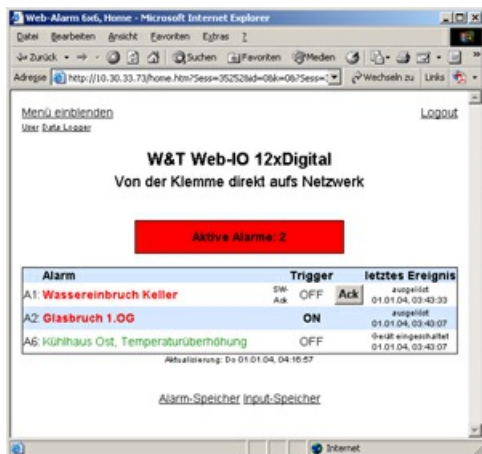 Web-Alarm 6x6, Home - Microsoft Internet Explorer
Datei Bearbeiten Ansicht Favoriten Extras ?
Zurück Suchen Favoriten Medien
Adresse http://10.30.33.73/home.htm?Sess= Wechseln zu Links
Menü einblenden Logout
User Data Logger
W&T Web-IO 12xDigital
Von der Klemme direkt aufs Netzwerk
Aktive Alarme: 2
Alarm Trigger letztes Ereignis
A1: Wassereinbruch Keller SW-Ack OFF Ack ausgelöst 01.01.04, 03:43:33
A2: Glasbruch 1.OG ON ausgelöst 01.01.04, 03:43:07
A6: Kühlhaus Ost, Temperaturüberhöhung OFF Gerät eingeschaltet 01.01.04, 03:43:07
Aktualisierung: Do 01.01.04, 04:16:57
Alarm-Speicher Input-Speicher
Internet